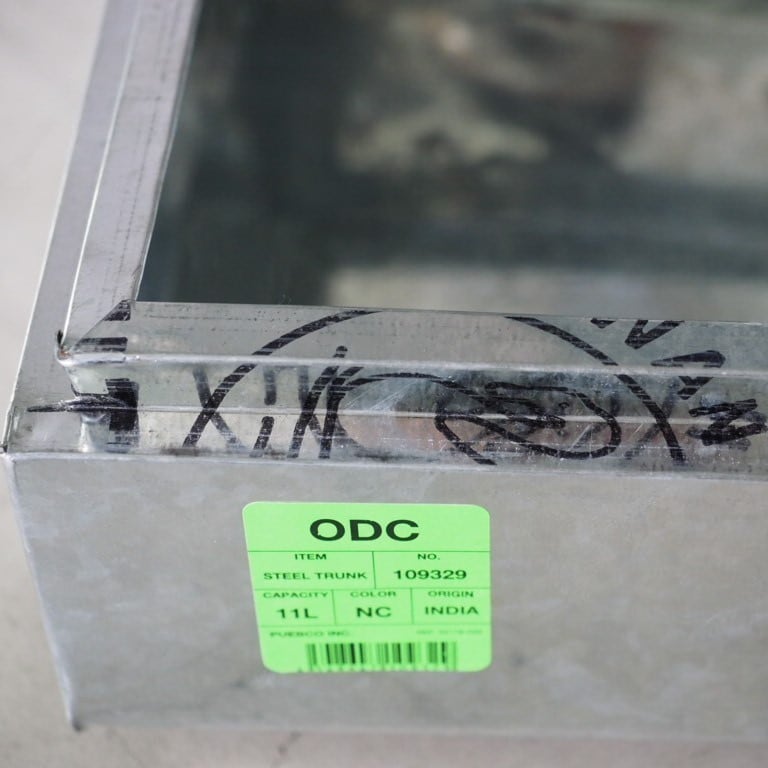 ODC
ITEM NO.
STEEL TRUNK 109329
CAPACITY COLOR ORIGIN
11L NC INDIA
PUEBCO INC.